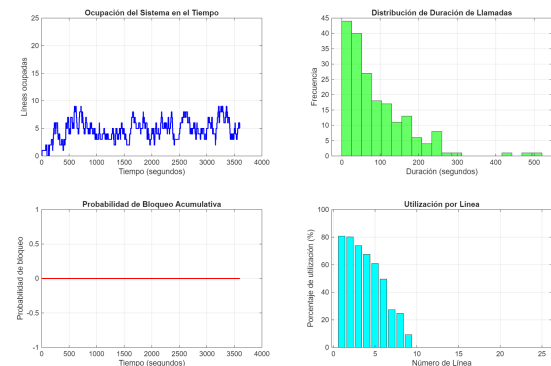 Ocupación del Sistema en el Tiempo
Líneas ocupadas
25
20
15
10
5
0
0 500 1000 1500 2000 2500 3000 3500 4000
Tiempo (segundos)
Distribución de Duración de Llamadas
Frecuencia
45
40
35
30
25
20
15
10
5
0
0 100 200 300 400 500
Duración (segundos)
Probabilidad de Bloqueo Acumulativa
Probabilidad de bloqueo
1
0.5
0
-0.5
-1
0 500 1000 1500 2000 2500 3000 3500 4000
Tiempo (segundos)
Utilización por Línea
Porcentaje de utilización (%)
100
80
60
40
20
0
0 5 10 15 20 25
Número de Línea